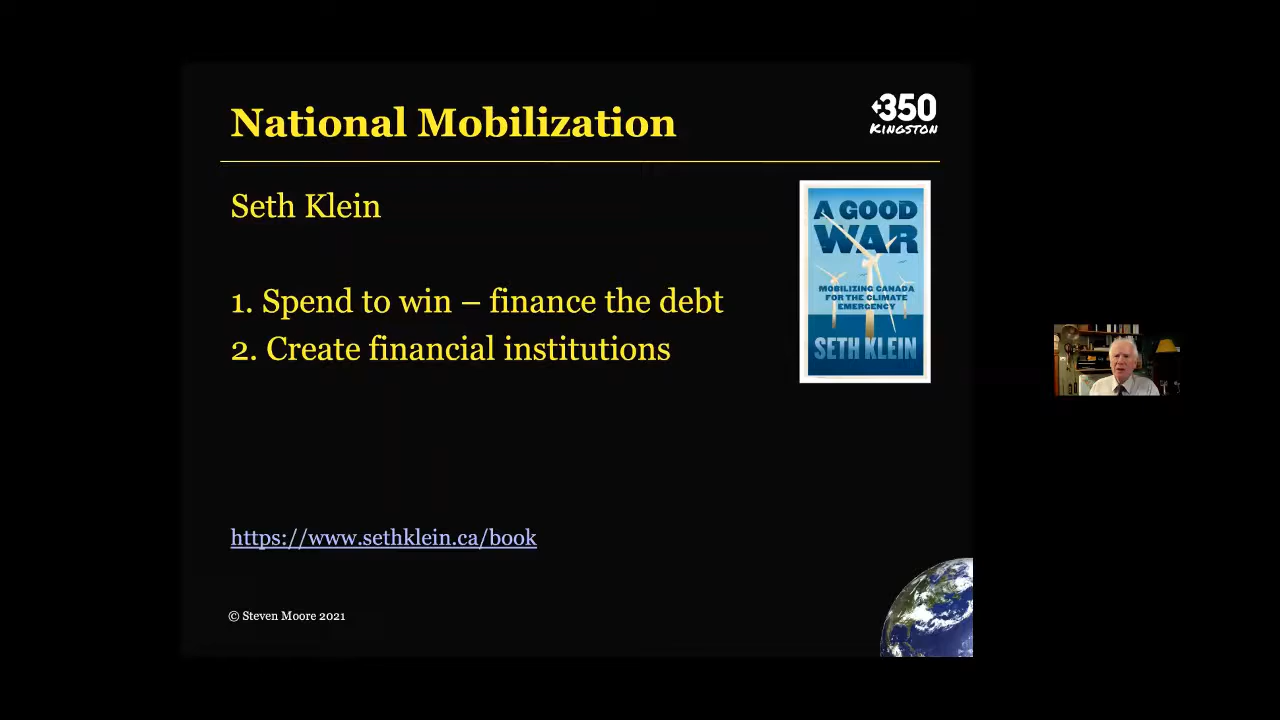 National Mobilization
350
KINGSTON
Seth Klein
1. Spend to win – finance the debt
2. Create financial institutions
A GOOD
WAR
MOBILIZING CANADA
FOR THE CLIMATE
EMERGENCY
SETH KLEIN
https://www.sethklein.ca/book
© Steven Moore 2021